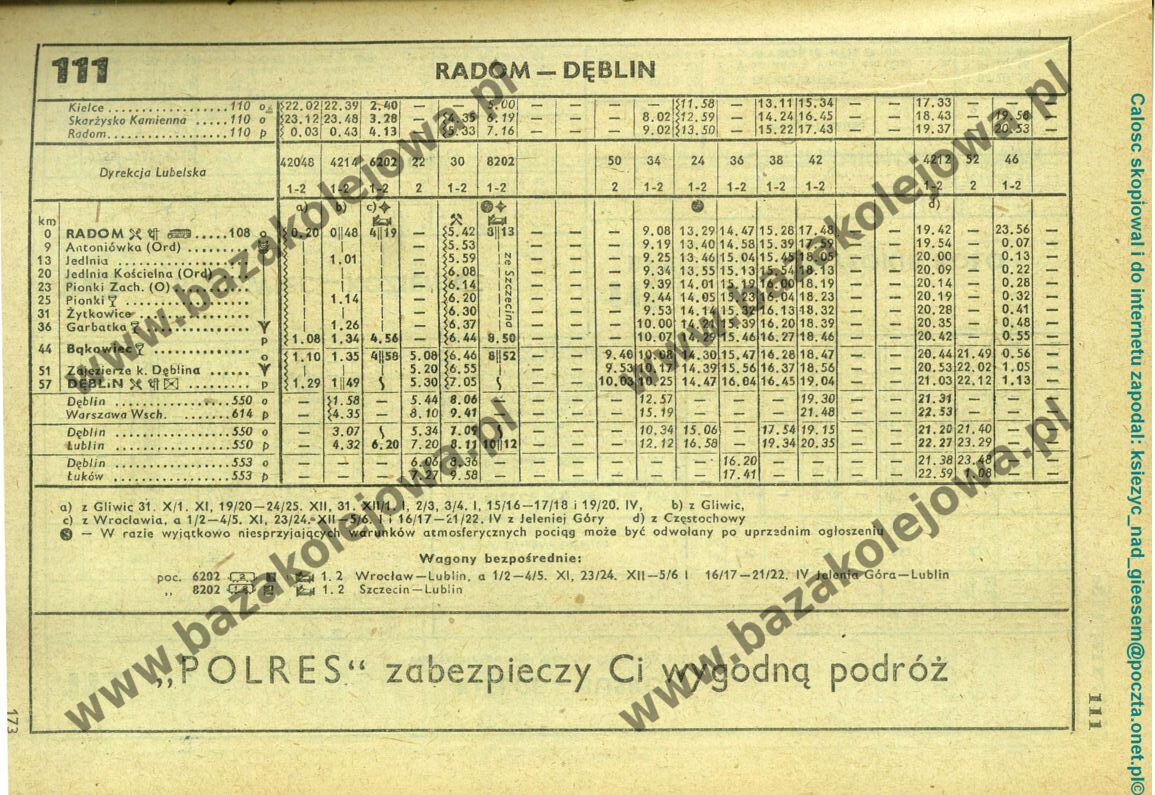 111
RADOM — DĘBLIN
Kielce .................. 110 o 22.02 22.39 2.40 — — 5.00 — — — — 11.58 — 13.11 15.34 — — 17.33 — —
Skarżysko Kamienna ..... 110 o 23.12 23.48 3.28 — 4.35 6.19 — — — 8.02 12.59 — 14.24 16.45 — — 18.43 — 19.58
Radom .................. 110 p 0.03 0.43 4.13 — 5.33 7.16 — — — 9.02 13.50 — 15.22 17.43 — — 19.37 — 20.53
Dyrekcja Lubelska
42048 4214 6202 22 30 8202 50 34 24 36 38 42 4212 52 46
1-2 1-2 1-2 2 1-2 1-2 2 1-2 1-2 1-2 1-2 1-2 1-2 2 1-2
a) b) c) d)
km
0 RADOM ..... 108 o 0.20 0 48 4 19 — 5.42 8 13 — — — 9.08 13.29 14.47 15.28 17.48 — — 19.42 — 23.56
9 Antoniówka (Ord) 5.53 — — — 9.19 13.40 14.58 15.39 17.59 — — 19.54 — 0.07
13 Jedlnia 1.01 — 5.59 — — — 9.25 13.46 15.04 15.45 18.05 — — 20.00 — 0.13
20 Jedlnia Kościelna (Ord) 6.08 — — — 9.34 13.55 15.13 15.54 18.13 — — 20.09 — 0.22
23 Pionki Zach. (O) 6.14 — — — 9.39 14.01 15.19 16.00 18.19 — — 20.14 — 0.28
25 Pionki 1.14 — 6.20 — — — 9.44 14.05 15.23 16.04 18.23 — — 20.19 — 0.32
31 Żytkowice 6.30 — — — 9.53 14.14 15.32 16.13 18.32 — — 20.28 — 0.41
36 Garbatka 1.26 — 6.37 — — — 10.00 14.21 15.39 16.20 18.39 — — 20.35 — 0.48
ze Szczecina
44 Bąkowiec p 1.08 1.34 4.56 — 6.44 8.50 — — — 10.07 14.29 15.46 16.27 18.46 — — 20.42 — 0.55
o 1.10 1.35 4 58 5.08 6.46 8 52 — — 9.40 10.08 14.30 15.47 16.28 18.47 — — 20.44 21.49 0.56
51 Zajezierze k. Dęblina 5.20 6.55 — — 9.53 10.17 14.39 15.56 16.37 18.56 — — 20.53 22.02 1.05
57 DĘBLIN ......... p 1.29 1 49 5.30 7.05 — — 10.03 10.25 14.47 16.04 16.45 19.04 — — 21.03 22.12 1.13
Dęblin ................. 550 o — 1.58 — 5.44 8.06 — — — — 12.57 — — — 19.30 — — 21.31 — —
Warszawa Wsch. ....... 614 p — 4.35 — 8.10 9.41 — — — — 15.19 — — — 21.48 — — 22.53 — —
Dęblin ................. 550 o — 3.07 5.34 7.09 — — — 10.34 15.06 — 17.54 19.15 — — 21.20 21.40 —
Lublin .................. 550 p — 4.32 6.20 7.20 8.11 10 12 — — — 12.12 16.58 — 19.34 20.35 — — 22.27 23.29 —
Dęblin ................. 553 o — — — 6.06 8.36 — — — — — — 16.20 — — — — 21.38 23.48 —
Łuków ................. 553 p — — — 7.27 9.58 — — — — — — 17.41 — — — — 22.59 1.08 —
a) z Gliwic 31. X/1. XI, 19/20—24/25. XII, 31. XII/1. I, 2/3, 3/4. I, 15/16—17/18 i 19/20. IV, b) z Gliwic,
c) z Wrocławia, a 1/2—4/5. XI, 23/24. XII—5/6. I i 16/17—21/22. IV z Jeleniej Góry d) z Częstochowy
— W razie wyjątkowo niesprzyjających warunków atmosferycznych pociąg może być odwołany po uprzednim ogłoszeniu
Wagony bezpośrednie:
poc. 6202 1. 2 Wrocław—Lublin, a 1/2—4/5. XI, 23/24. XII—5/6 I 16/17—21/22. IV Jelenia Góra—Lublin
„ 8202 1. 2 Szczecin—Lublin
„POLRES“ zabezpieczy Ci wygodną podróż
173
111
www.bazakolejowa.pl
www.bazakolejowa.pl
www.bazakolejowa.pl
www.bazakolejowa.pl
Calosc skopiowal i do internetu zapodal: ksiezyc_nad_gieesem@poczta.onet.pl©